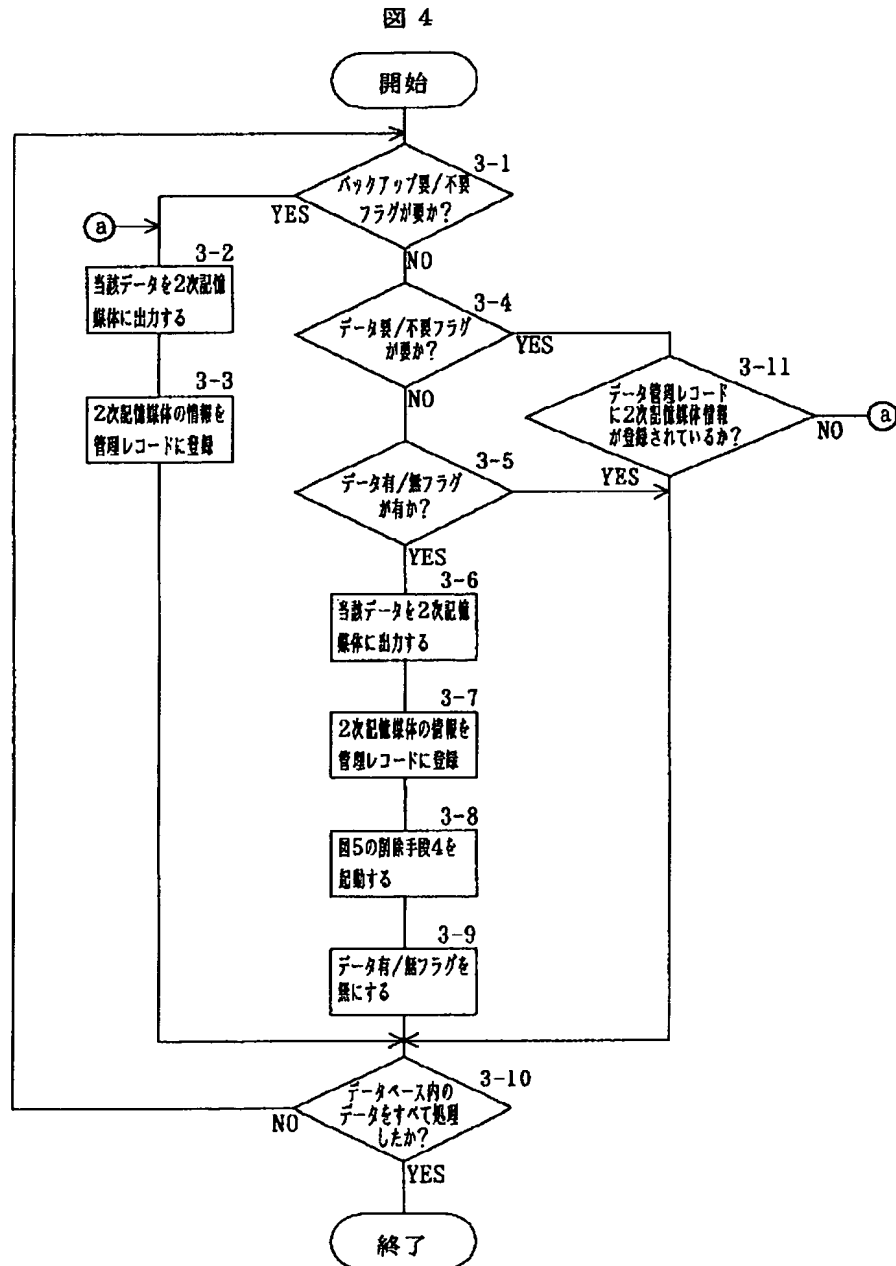 図 4
開始
3-1
バックアップ要/不要
フラグが要か?
YES
NO
a
3-2
当該データを2次記憶
媒体に出力する
3-3
2次記憶媒体の情報を
管理レコードに登録
3-4
データ要/不要フラグ
が要か?
YES
NO
3-11
データ管理レコード
に2次記憶媒体情報
が登録されているか?
NO
a
YES
3-5
データ有/無フラグ
が有か?
YES
3-6
当該データを2次記憶
媒体に出力する
3-7
2次記憶媒体の情報を
管理レコードに登録
3-8
図5の削除手段4を
起動する
3-9
データ有/無フラグを
無にする
3-10
データベース内の
データをすべて処理
したか?
NO
YES
終了